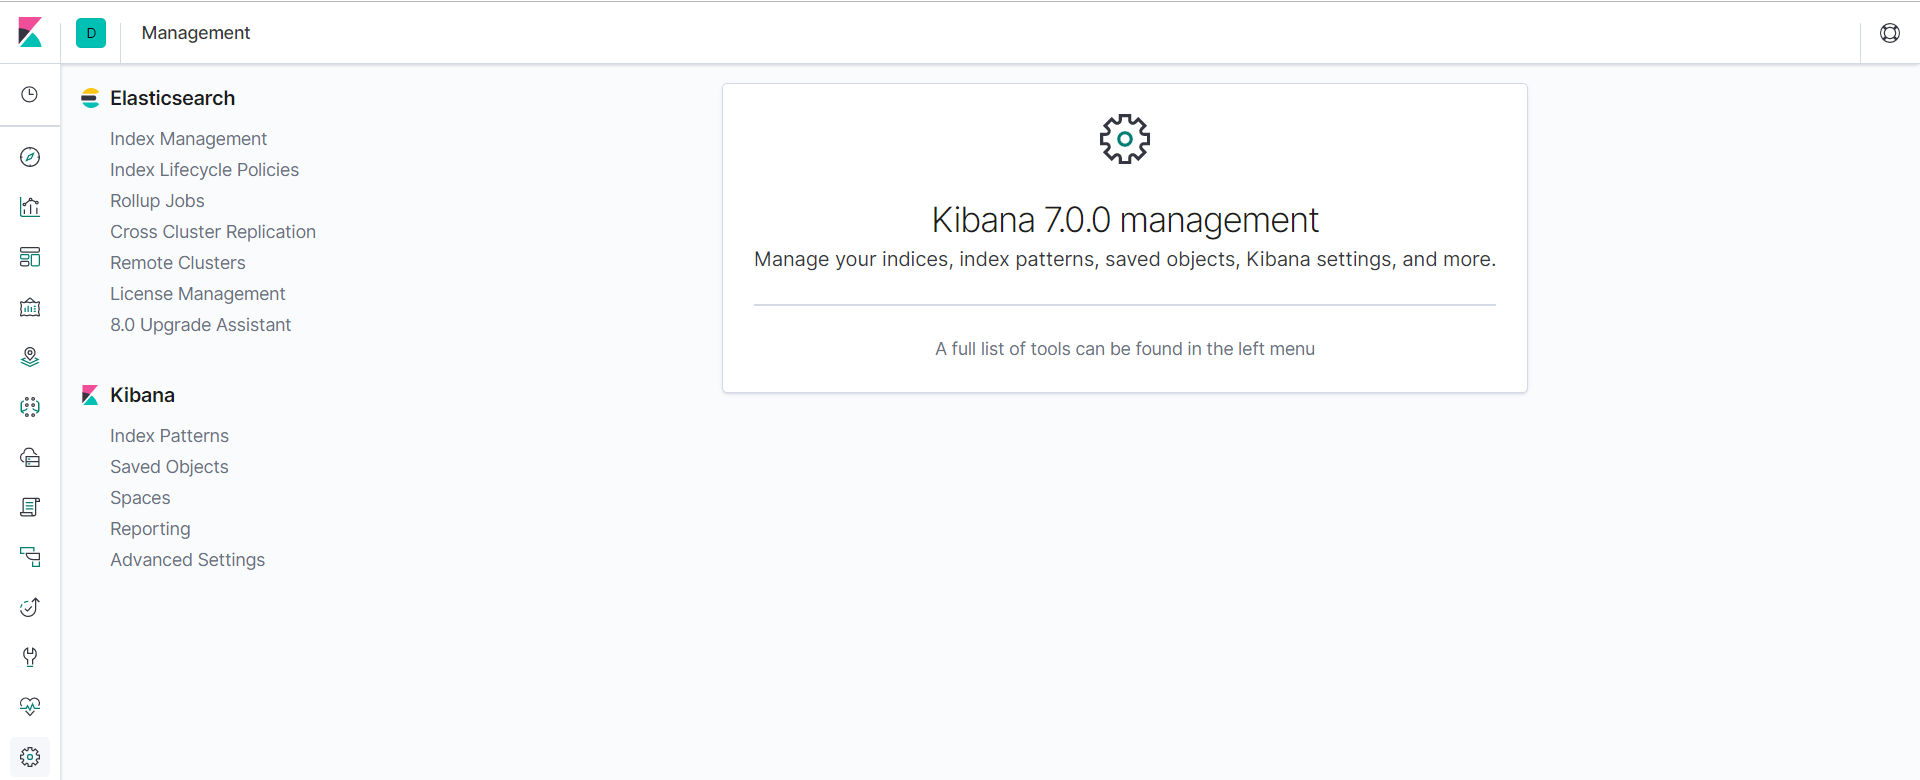 D
Management
Elasticsearch
Index Management
Index Lifecycle Policies
Rollup Jobs
Cross Cluster Replication
Remote Clusters
License Management
8.0 Upgrade Assistant
Kibana
Index Patterns
Saved Objects
Spaces
Reporting
Advanced Settings
Kibana 7.0.0 management
Manage your indices, index patterns, saved objects, Kibana settings, and more.
A full list of tools can be found in the left menu